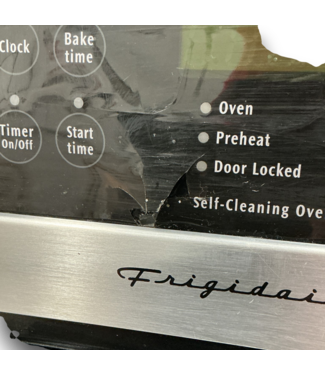 Clock
Bake
time
Timer
On/Off
Start
time
Oven
Preheat
Door Locked
Self-Cleaning Ove
Frigidai